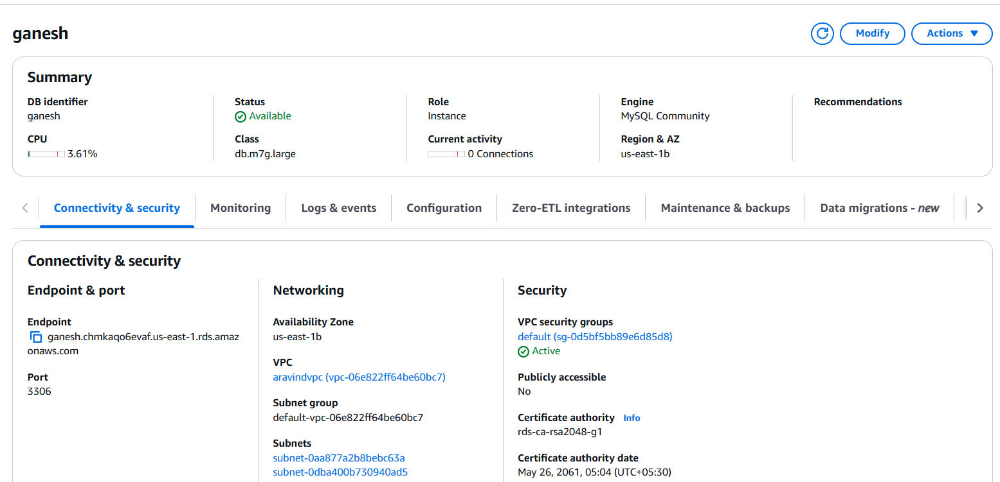 ganesh
Modify
Actions
Summary
DB identifier
ganesh
Status
Available
Role
Instance
Engine
MySQL Community
Recommendations
CPU
3.61%
Class
db.m7g.large
Current activity
0 Connections
Region & AZ
us-east-1b
Connectivity & security
Monitoring
Logs & events
Configuration
Zero-ETL integrations
Maintenance & backups
Data migrations - new
Connectivity & security
Endpoint & port
Endpoint
ganesh.chmkaqo6evaf.us-east-1.rds.amaz
onaws.com
Port
3306
Networking
Availability Zone
us-east-1b
VPC
aravindvpc (vpc-06e822ff64be60bc7)
Subnet group
default-vpc-06e822ff64be60bc7
Subnets
subnet-0aa877a2b8bebc63a
subnet-0dba400b730940ad5
Security
VPC security groups
default (sg-0d5bf5bb89e6d85d8)
Active
Publicly accessible
No
Certificate authority Info
rds-ca-rsa2048-g1
Certificate authority date
May 26, 2061, 05:04 (UTC+05:30)